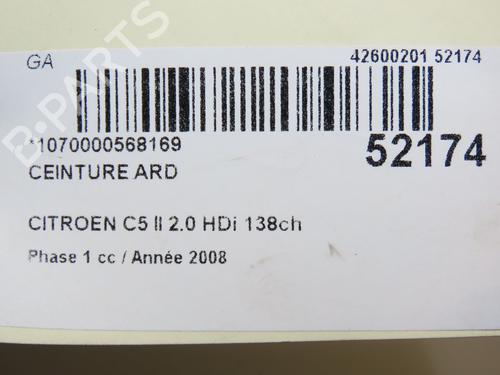 GA
42600201 52174
*1070000568169
52174
CEINTURE ARD
CITROEN C5 II 2.0 HDi 138ch
Phase 1 cc / Année 2008
B-PARTS